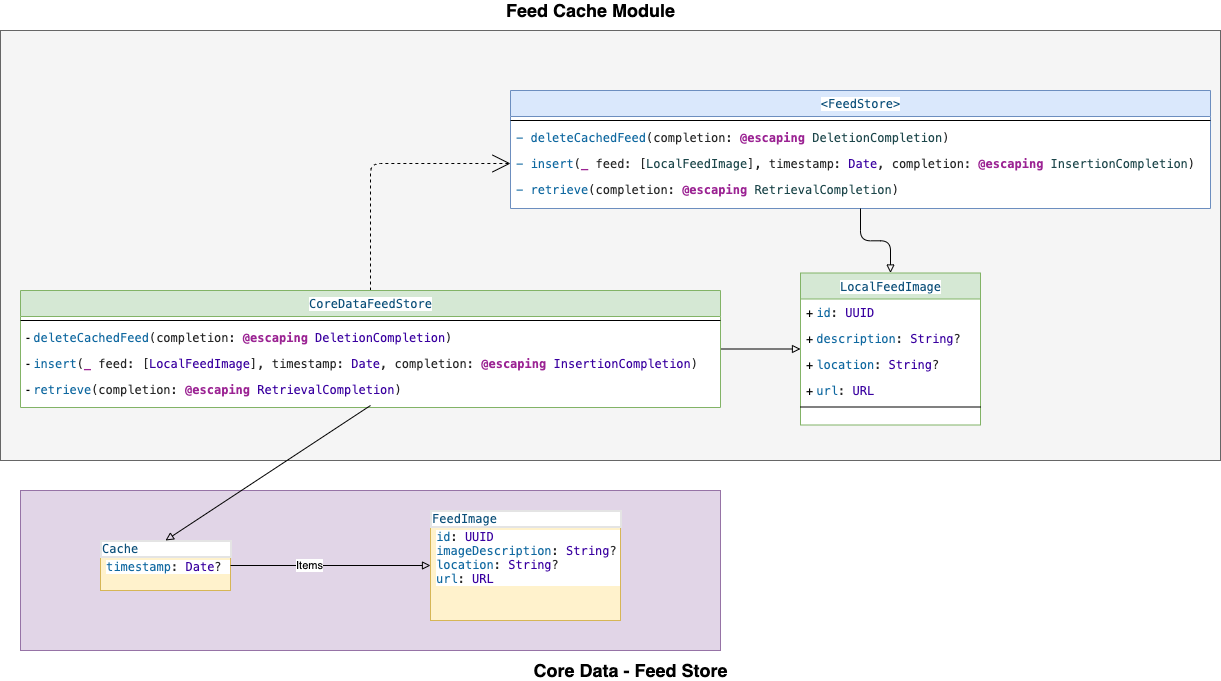 Feed Cache Module
<FeedStore>
- deleteCachedFeed(completion: @escaping DeletionCompletion)
- insert(_ feed: [LocalFeedImage], timestamp: Date, completion: @escaping InsertionCompletion)
- retrieve(completion: @escaping RetrievalCompletion)
CoreDataFeedStore
-deleteCachedFeed(completion: @escaping DeletionCompletion)
-insert(_ feed: [LocalFeedImage], timestamp: Date, completion: @escaping InsertionCompletion)
-retrieve(completion: @escaping RetrievalCompletion)
LocalFeedImage
+ id: UUID
+ description: String?
+ location: String?
+ url: URL
Cache
timestamp: Date?
Items
FeedImage
id: UUID
imageDescription: String?
location: String?
url: URL
Core Data - Feed Store